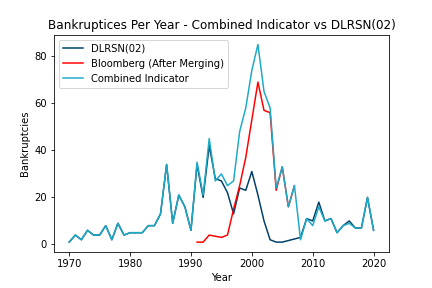 Bankruptices Per Year - Combined Indicator vs DLRSN(02)
DLRSN(02)
Bloomberg (After Merging)
Combined Indicator
Bankruptcies
80
60
40
20
0
1970 1980 1990 2000 2010 2020
Year